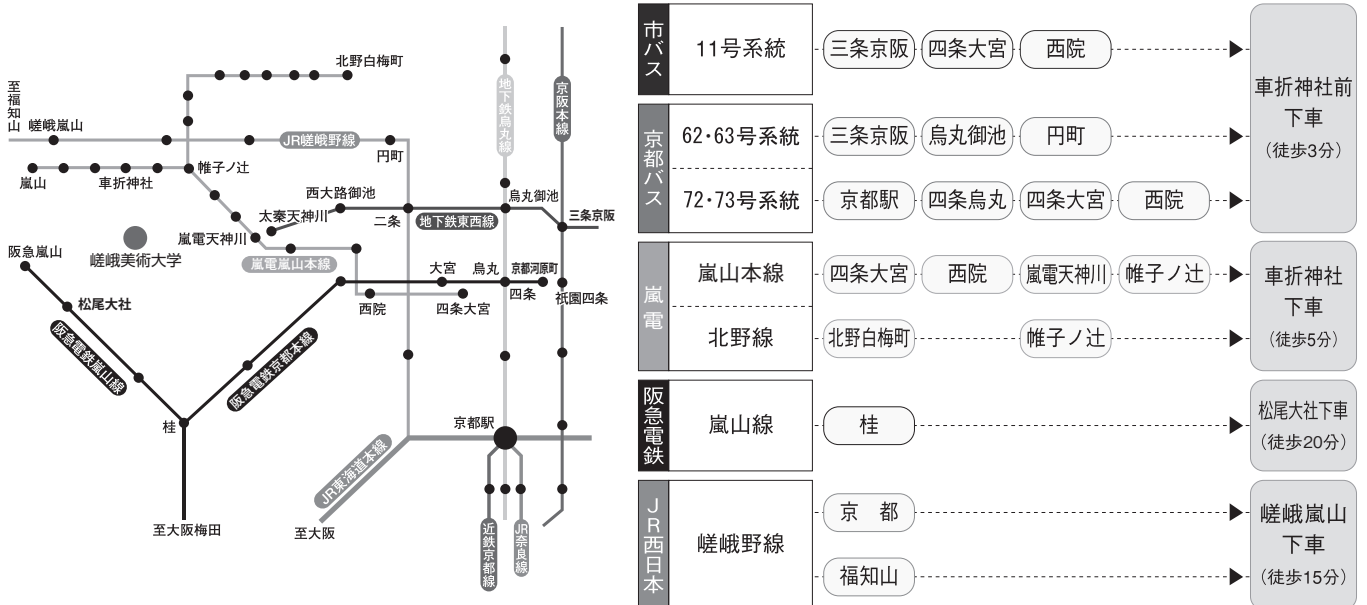 北野白梅町
至福知山
嵯峨嵐山
JR嵯峨野線
円町
地下鉄烏丸線
京阪本線
嵐山
車折神社
帷子ノ辻
西大路御池
烏丸御池
太秦天神川
二条
地下鉄東西線
三条京阪
嵐電天神川
嵯峨美術大学
嵐電嵐山本線
阪急嵐山
大宮
烏丸
京都河原町
松尾大社
西院
四条大宮
四条
祇園四条
阪急電鉄嵐山線
阪急電鉄京都本線
桂
京都駅
JR東海道本線
至大阪梅田
至大阪
近鉄京都線
JR奈良線
市バス
11号系統
三条京阪
四条大宮
西院
京都バス
62・63号系統
三条京阪
烏丸御池
円町
72・73号系統
京都駅
四条烏丸
四条大宮
西院
車折神社前
下車
(徒歩3分)
嵐電
嵐山本線
四条大宮
西院
嵐電天神川
帷子ノ辻
北野線
北野白梅町
帷子ノ辻
車折神社
下車
(徒歩5分)
阪急電鉄
嵐山線
桂
松尾大社下車
(徒歩20分)
JR西日本
嵯峨野線
京 都
福知山
嵯峨嵐山
下車
(徒歩15分)